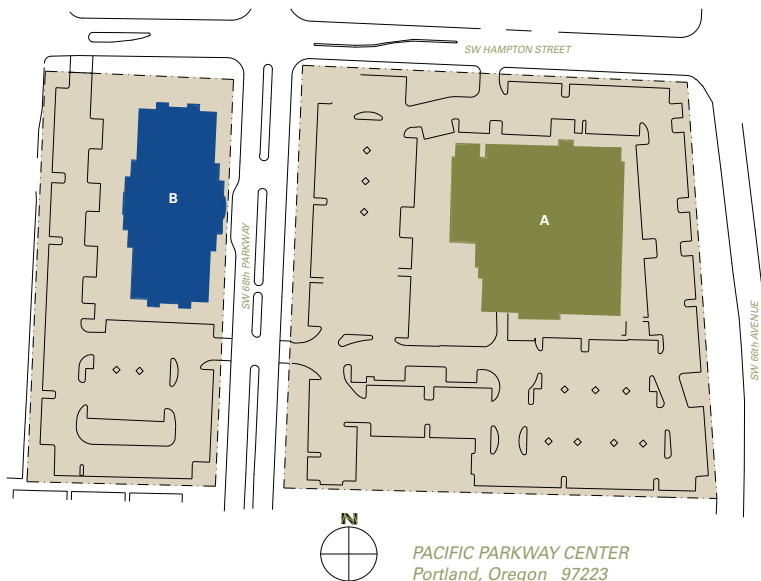 SW HAMPTON STREET
B
A
SW 68th PARKWAY
SW 66th AVENUE
N
PACIFIC PARKWAY CENTER
Portland, Oregon 97223